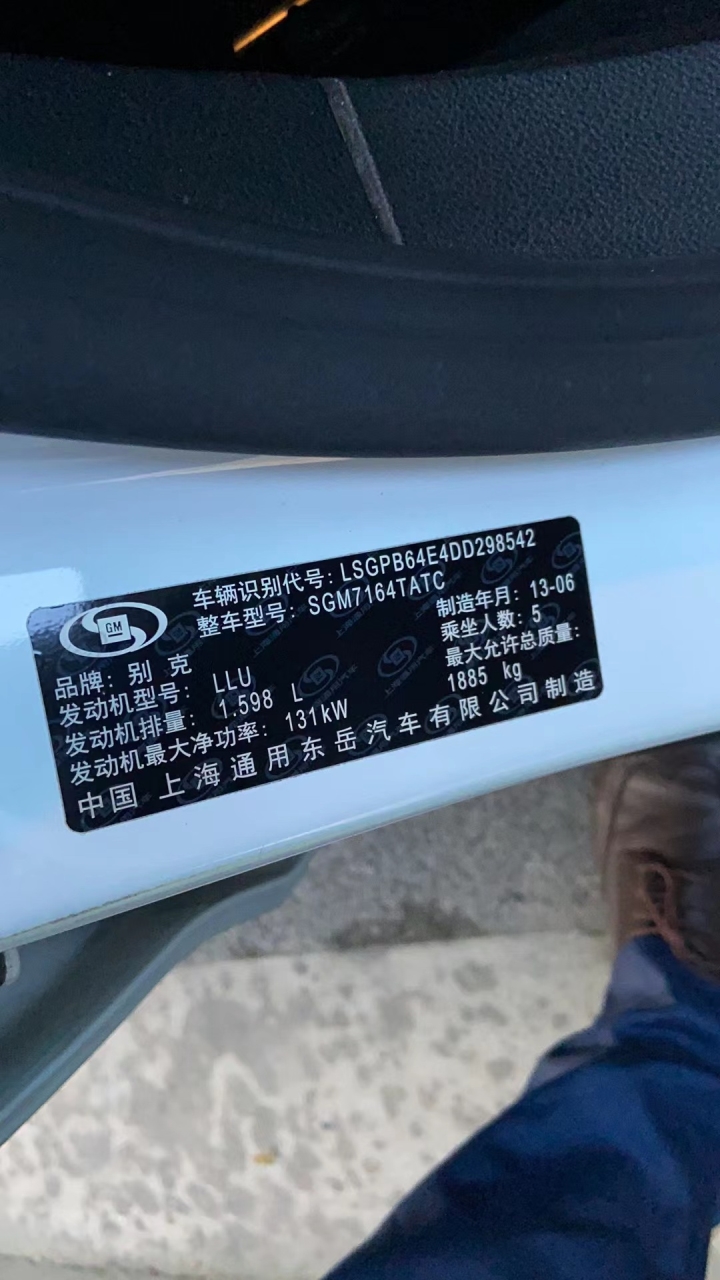 GM
车辆识别代号: LSGPB64E4DD298542
整车型号: SGM7164TATC
品牌: 别克
制造年月: 13-06
发动机型号: LLU
乘坐人数: 5
发动机排量: 1.598 L
最大允许总质量:
1885 kg
发动机最大净功率: 131kW
中国 上海通用东岳汽车有限公司制造